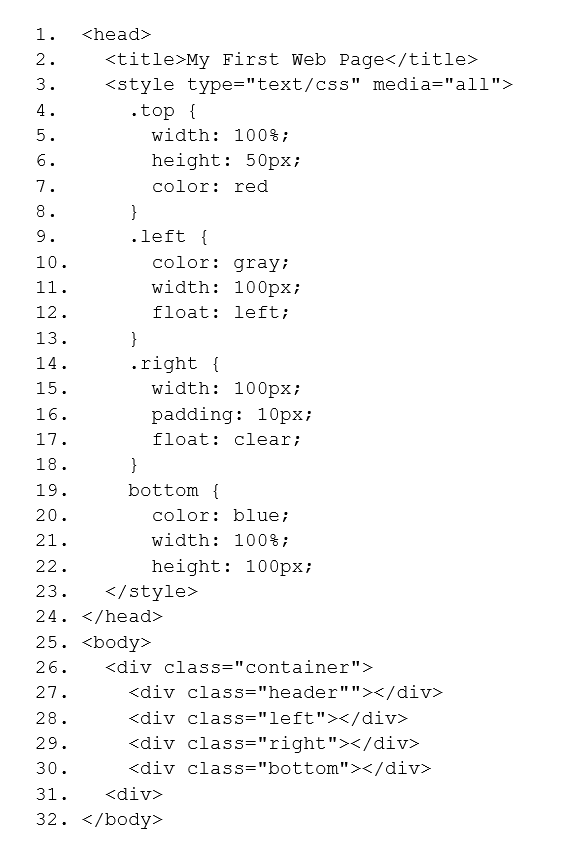 1. <head>
2. <title>My First Web Page</title>
3. <style type="text/css" media="all">
4. .top {
5. width: 100%;
6. height: 50px;
7. color: red
8. }
9. .left {
10. color: gray;
11. width: 100px;
12. float: left;
13. }
14. .right {
15. width: 100px;
16. padding: 10px;
17. float: clear;
18. }
19. bottom {
20. color: blue;
21. width: 100%;
22. height: 100px;
23. </style>
24. </head>
25. <body>
26. <div class="container">
27. <div class="header""></div>
28. <div class="left"></div>
29. <div class="right"></div>
30. <div class="bottom"></div>
31. <div>
32. </body>